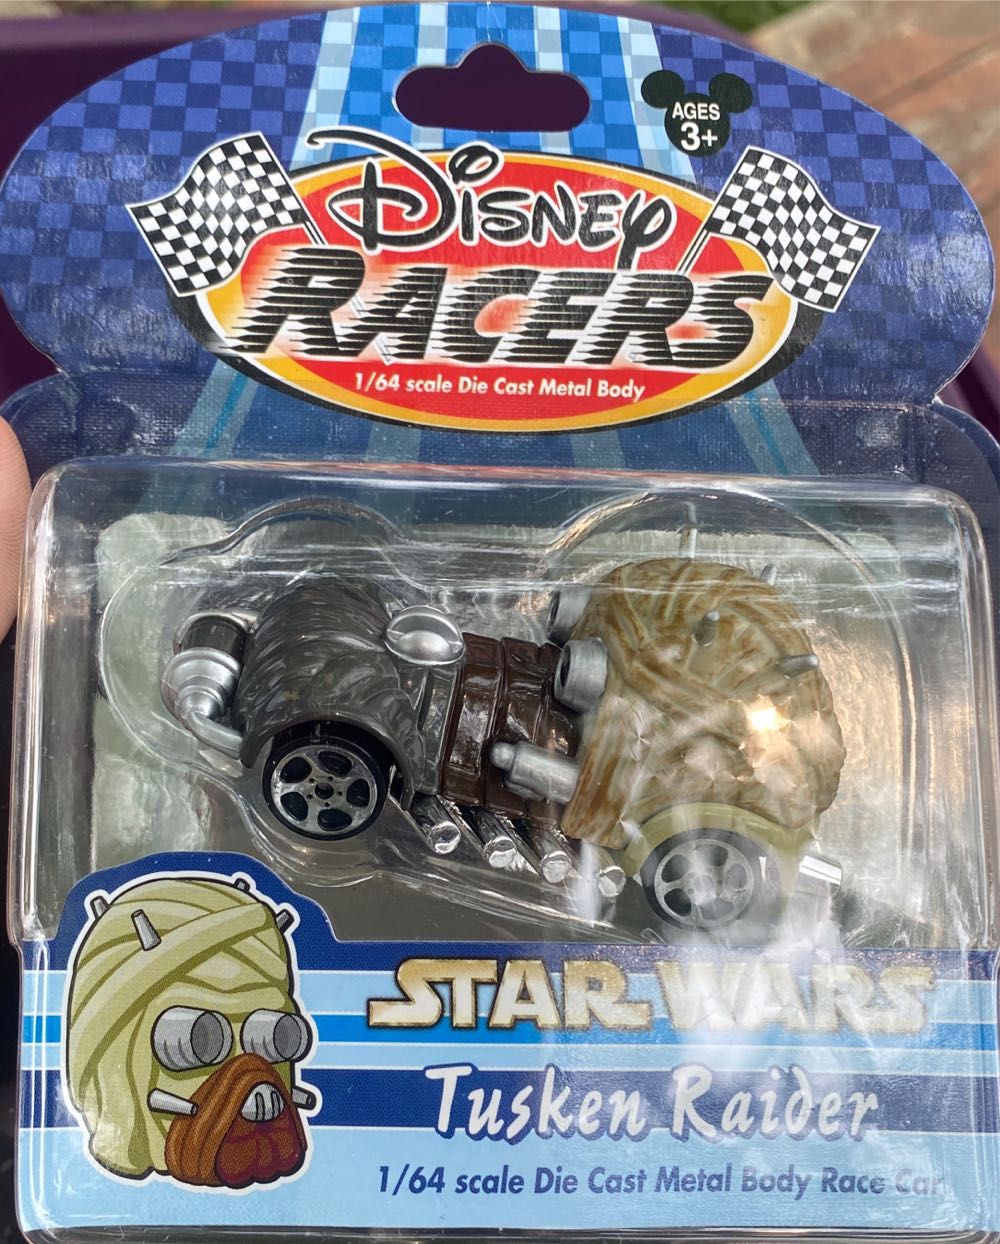 AGES
3+
DISNEY
RACERS
1/64 scale Die Cast Metal Body
STAR WARS
Tusken Raider
1/64 scale Die Cast Metal Body Race Car